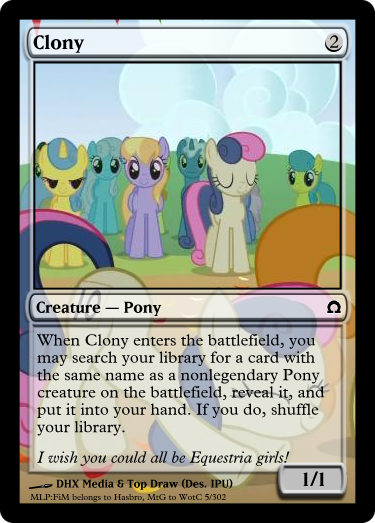 Clony 2
Creature — Pony Ω
When Clony enters the battlefield, you
may search your library for a card with
the same name as a nonlegendary Pony
creature on the battlefield, reveal it, and
put it into your hand. If you do, shuffle
your library.
I wish you could all be Equestria girls!
1/1
DHX Media & Top Draw (Des. IPU)
MLP:FiM belongs to Hasbro, MtG to WotC 5/302